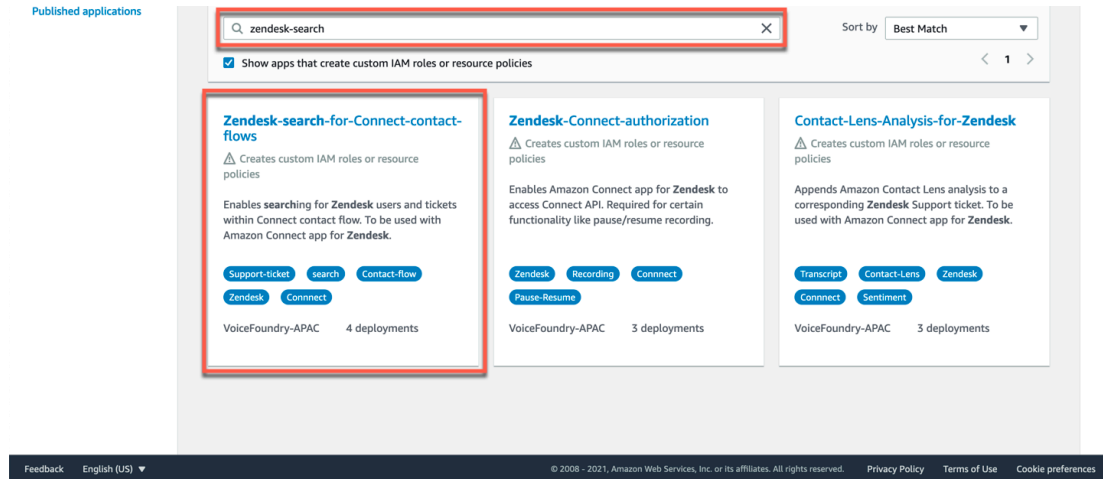 Published applications
zendesk-search
Sort by
Best Match
Show apps that create custom IAM roles or resource policies
1
Zendesk-search-for-Connect-contact-
flows
Creates custom IAM roles or resource
policies
Enables searching for Zendesk users and tickets
within Connect contact flow. To be used with
Amazon Connect app for Zendesk.
Support-ticket search Contact-flow
Zendesk Connnect
VoiceFoundry-APAC 4 deployments
Zendesk-Connect-authorization
Creates custom IAM roles or resource
policies
Enables Amazon Connect app for Zendesk to
access Connect API. Required for certain
functionality like pause/resume recording.
Zendesk Recording Connnect
Pause-Resume
VoiceFoundry-APAC 3 deployments
Contact-Lens-Analysis-for-Zendesk
Creates custom IAM roles or resource
policies
Appends Amazon Contact Lens analysis to a
corresponding Zendesk Support ticket. To be
used with Amazon Connect app for Zendesk.
Transcript Contact-Lens Zendesk
Connnect Sentiment
VoiceFoundry-APAC 3 deployments
Feedback English (US) © 2008 - 2021, Amazon Web Services, Inc. or its affiliates. All rights reserved. Privacy Policy Terms of Use Cookie preferences